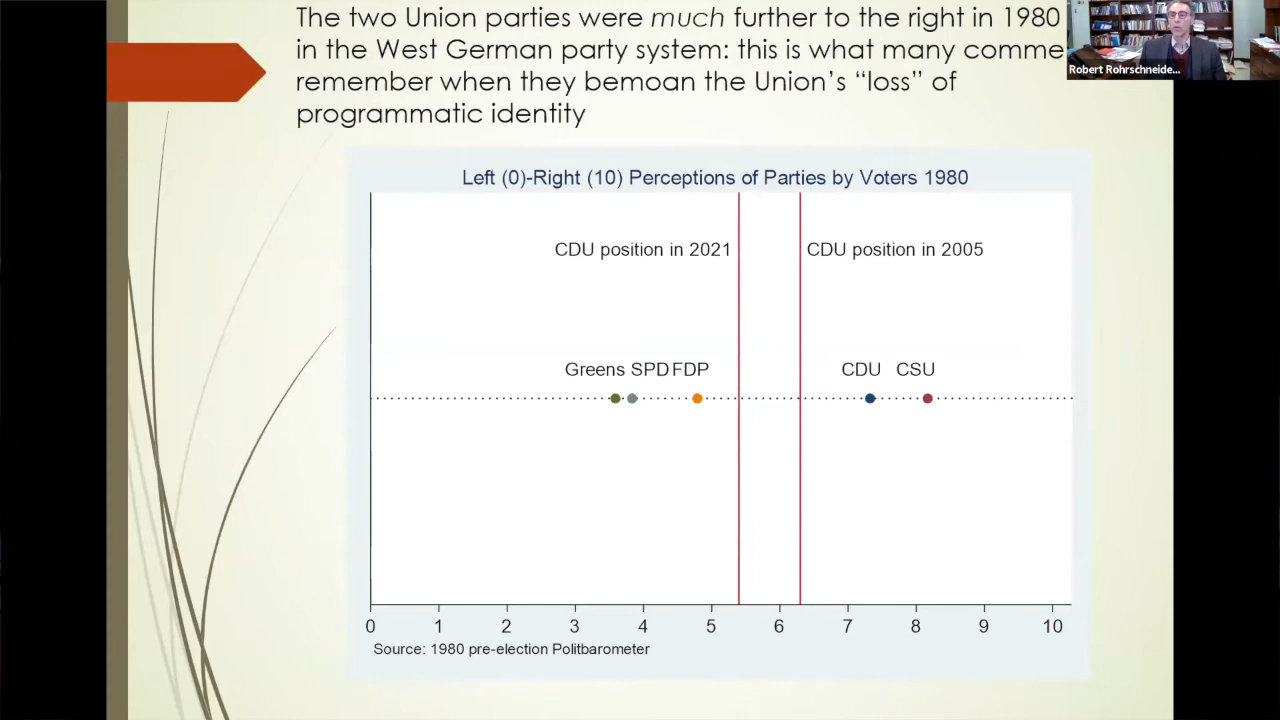 The two Union parties were much further to the right in 1980
in the West German party system: this is what many comme
remember when they bemoan the Union’s “loss” of
programmatic identity
Robert Rohrschneide...
Left (0)-Right (10) Perceptions of Parties by Voters 1980
CDU position in 2021
CDU position in 2005
Greens SPD FDP
CDU CSU
0 1 2 3 4 5 6 7 8 9 10
Source: 1980 pre-election Politbarometer